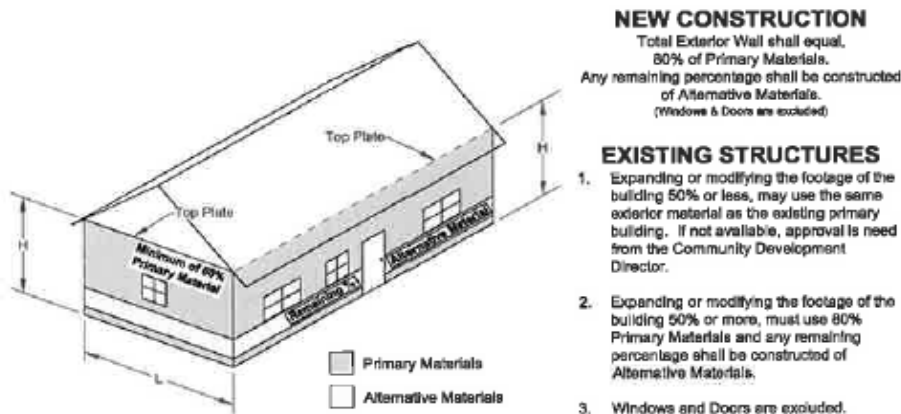 NEW CONSTRUCTION
Total Exterior Wall shall equal,
80% of Primary Materials.
Any remaining percentage shall be constructed
of Alternative Materials.
(Windows & Doors are excluded)
EXISTING STRUCTURES
1. Expanding or modifying the footage of the
building 50% or less, may use the same
exterior material as the existing primary
building. If not available, approval is need
from the Community Development
Director.
2. Expanding or modifying the footage of the
building 50% or more, must use 80%
Primary Materials and any remaining
percentage shall be constructed of
Alternative Materials.
3. Windows and Doors are excluded.
Top Plate
H
Top Plate
H
Minimum of
Primary Material
Alternative Material
Remaining %
L
Primary Materials
Alternative Materials